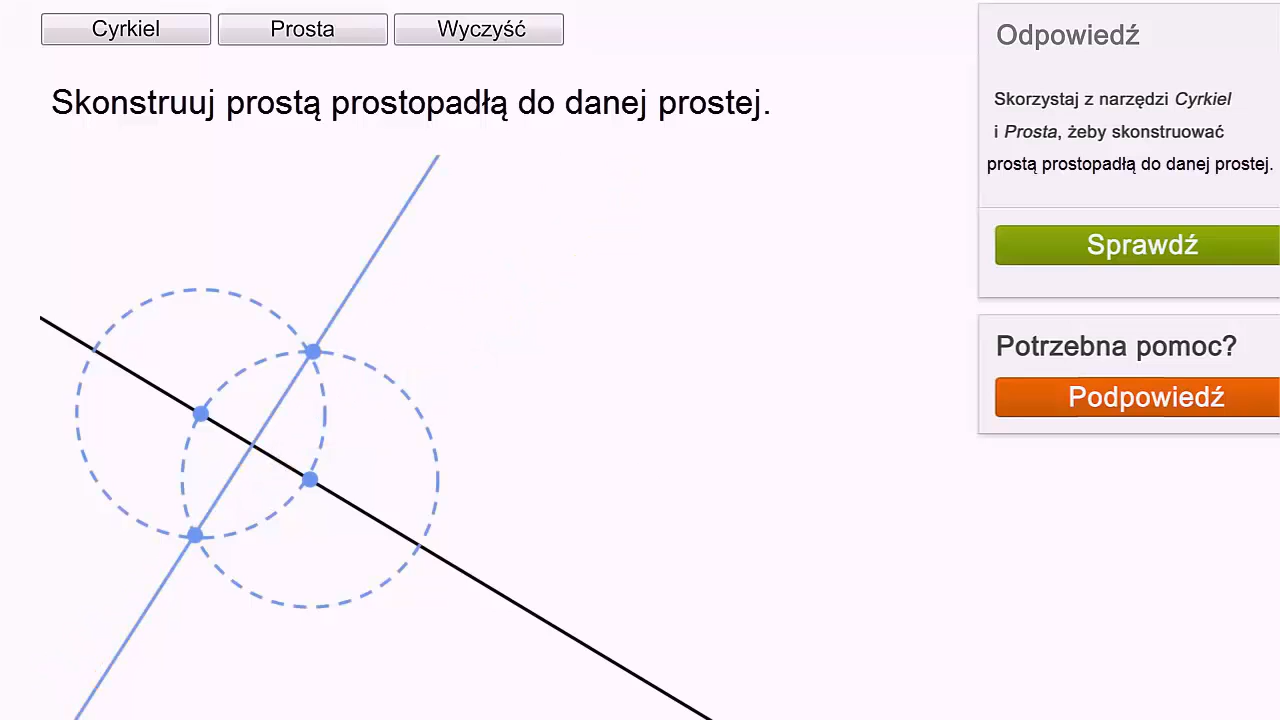 Cyrkiel
Prosta
Wyczyść
Skonstruuj prostą prostopadłą do danej prostej.
Odpowiedź
Skorzystaj z narzędzi Cyrkiel
i Prosta, żeby skonstruować
prostą prostopadłą do danej prostej.
Sprawdź
Potrzebna pomoc?
Podpowiedź